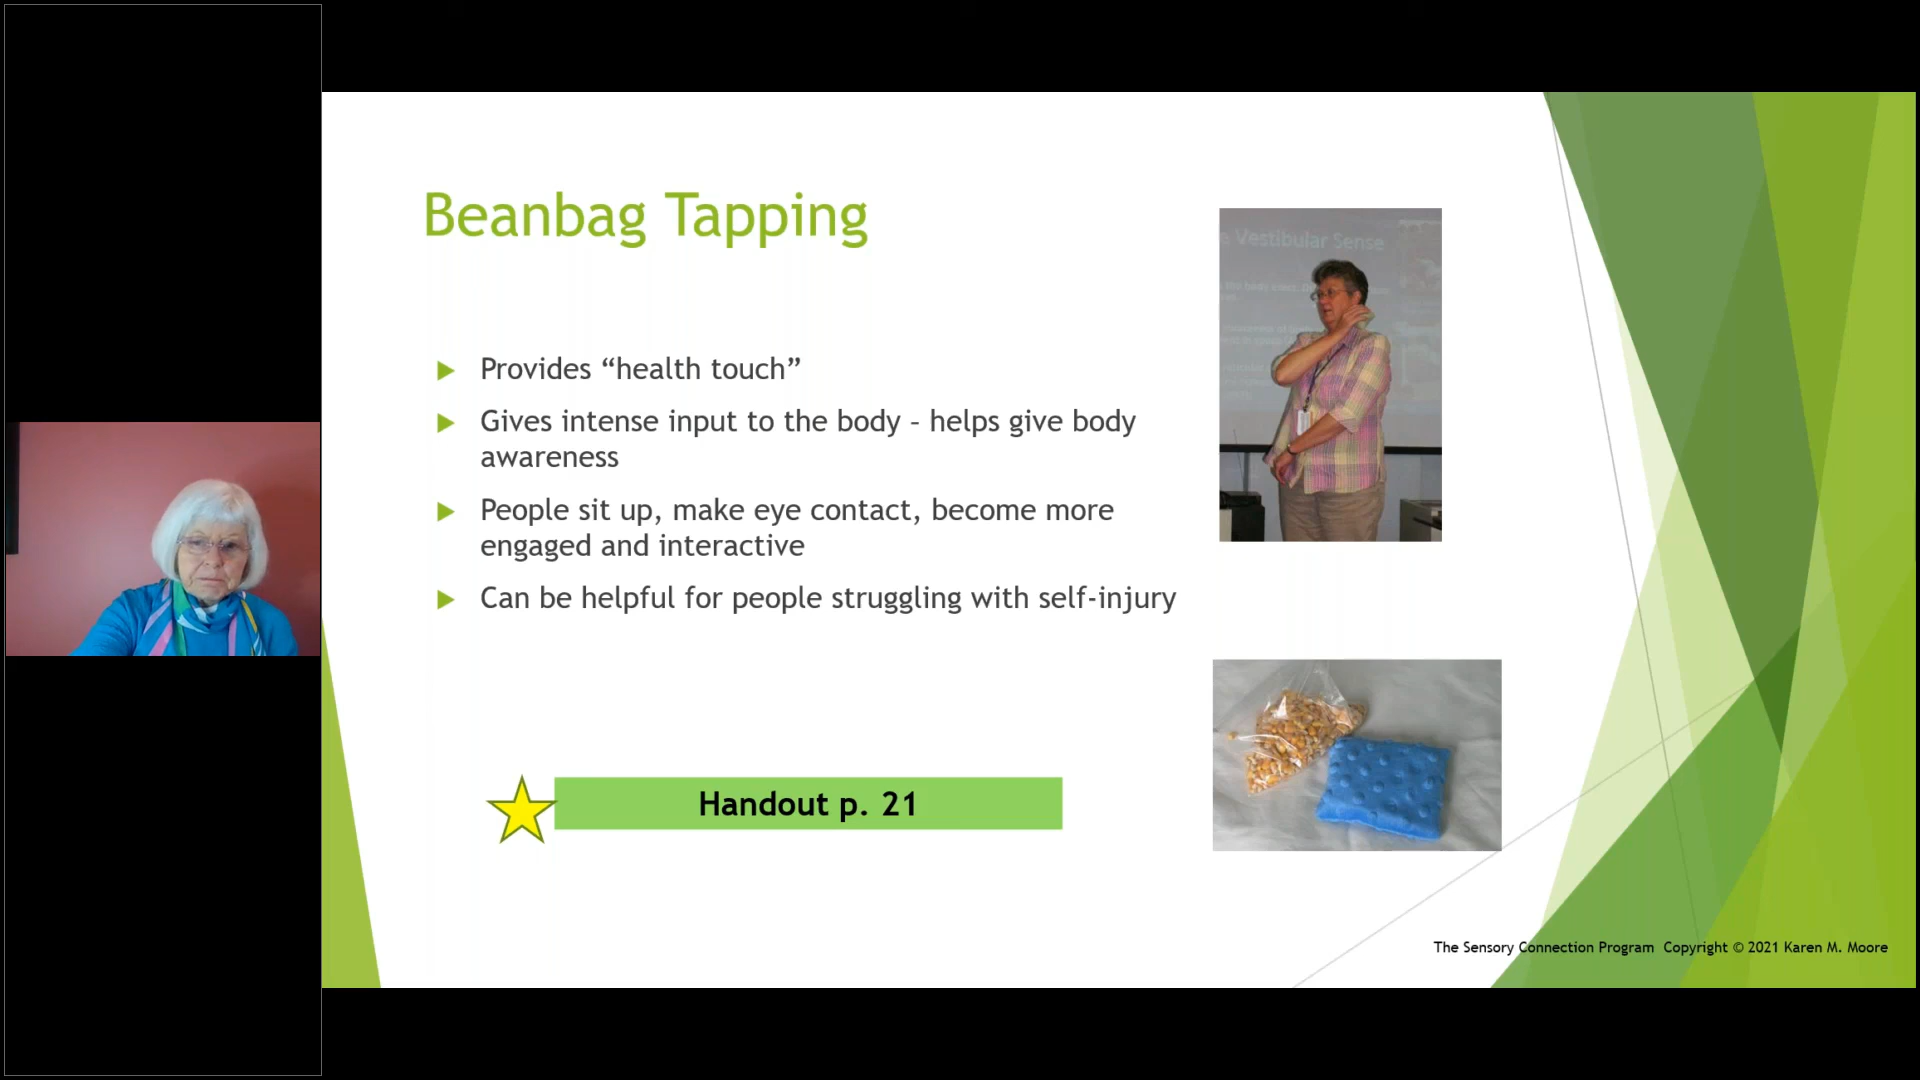 Beanbag Tapping
Provides “health touch”
Gives intense input to the body – helps give body
awareness
People sit up, make eye contact, become more
engaged and interactive
Can be helpful for people struggling with self-injury
Vestibular Sense
Handout p. 21
The Sensory Connection Program Copyright © 2021 Karen M. Moore